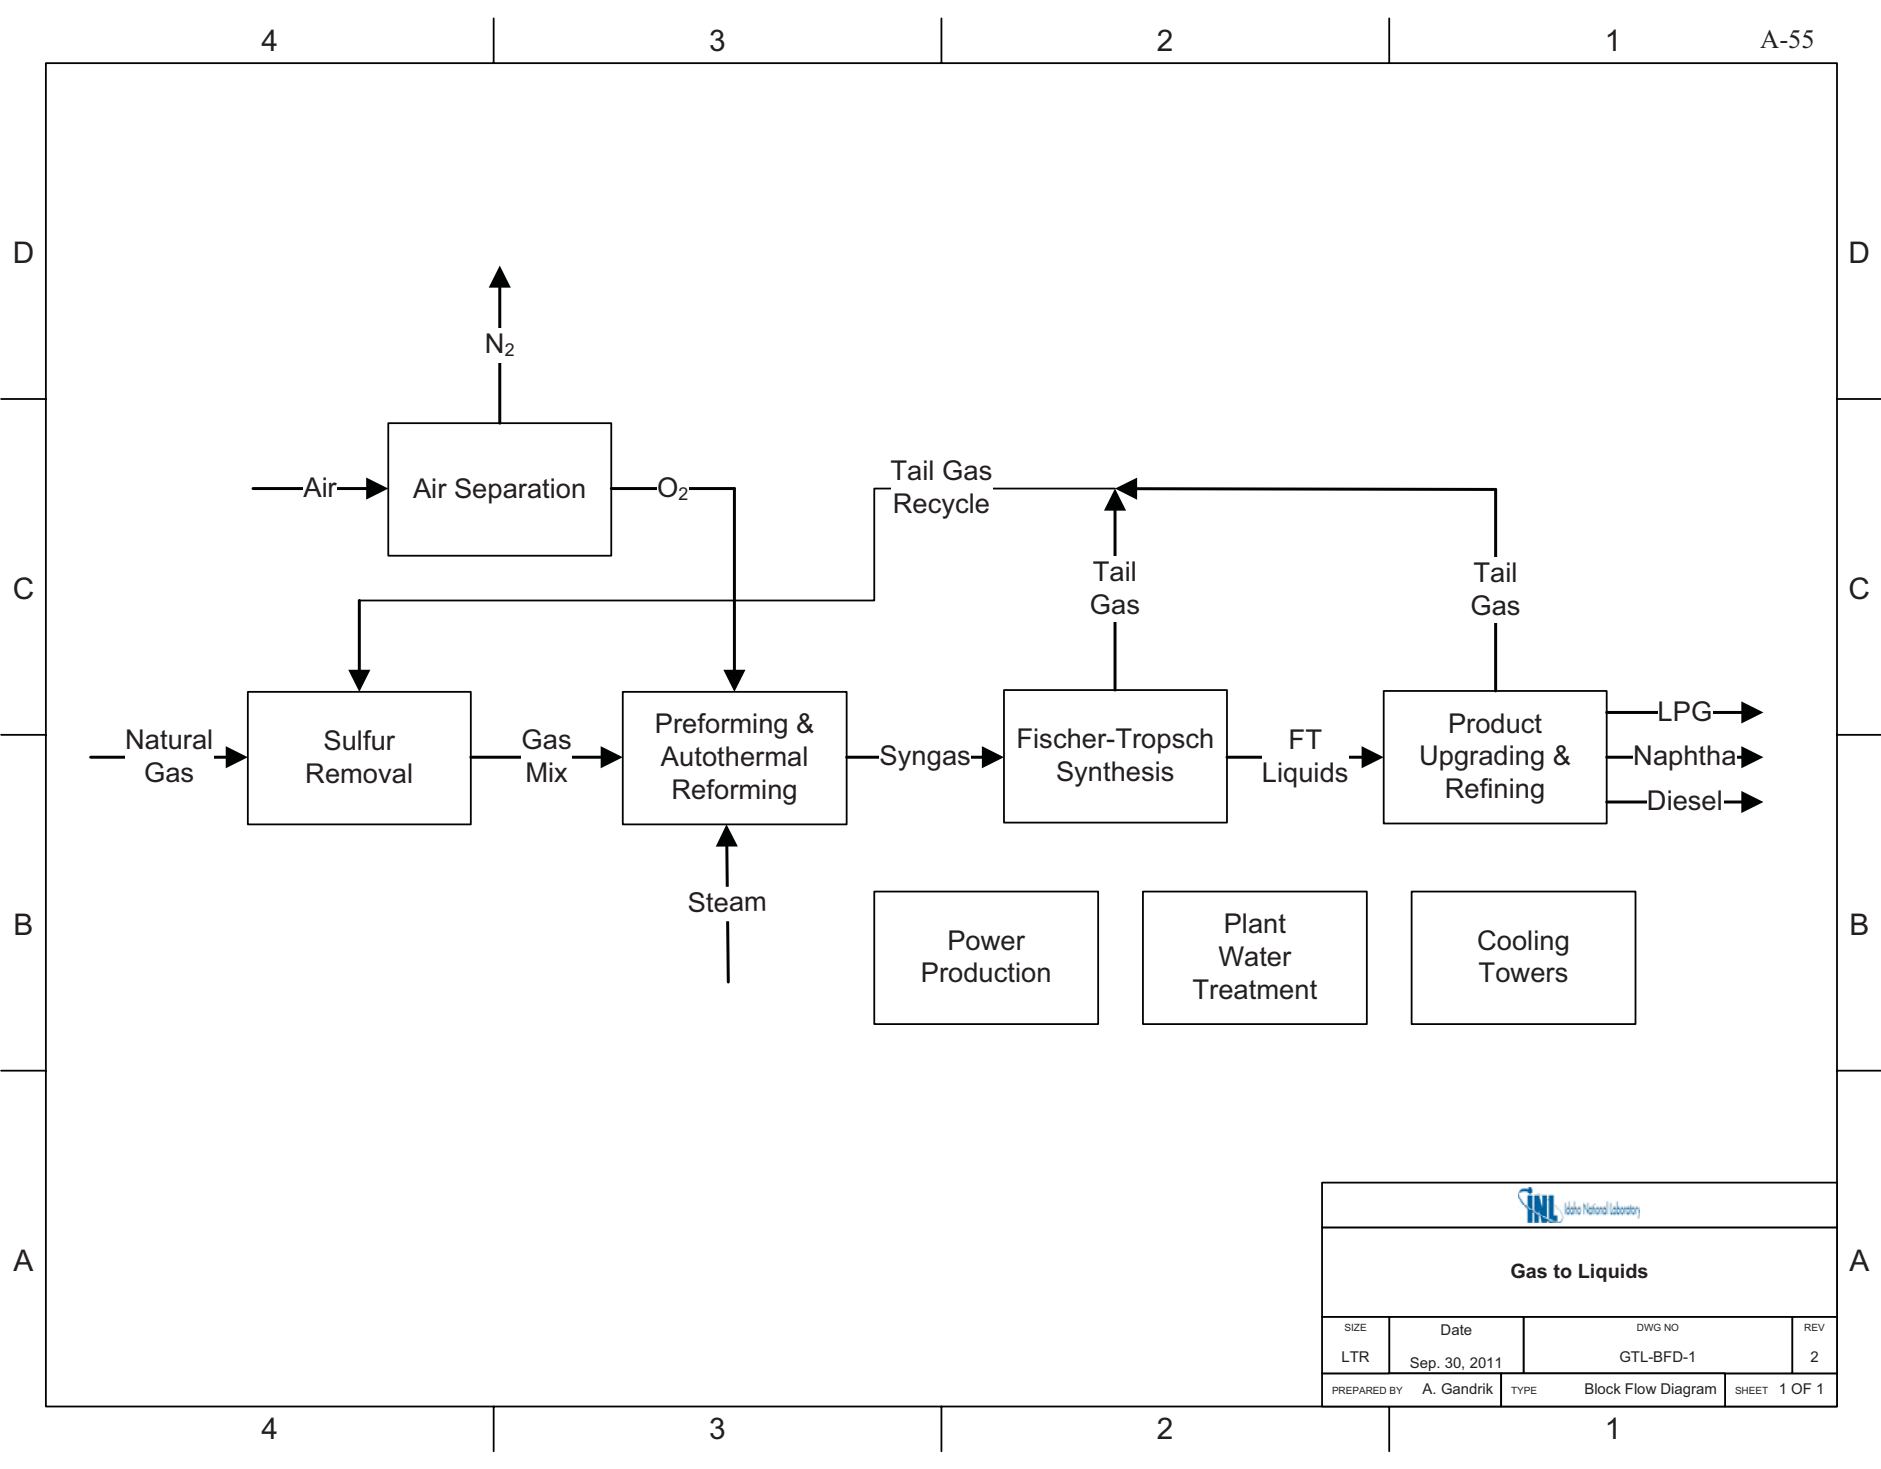 4 3 2 1 A-55
D D
N2
Air Air Separation O2
Tail Gas
Recycle
C C
Tail
Gas
Tail
Gas
Natural
Gas
Sulfur
Removal
Gas
Mix
Preforming &
Autothermal
Reforming
Syngas
Fischer-Tropsch
Synthesis
FT
Liquids
Product
Upgrading &
Refining
LPG
Naphtha
Diesel
Steam
B B
Power
Production
Plant
Water
Treatment
Cooling
Towers
A A
INL Idaho National Laboratory
Gas to Liquids
SIZE Date DWG NO REV
LTR Sep. 30, 2011 GTL-BFD-1 2
PREPARED BY A. Gandrik TYPE Block Flow Diagram SHEET 1 OF 1
4 3 2 1